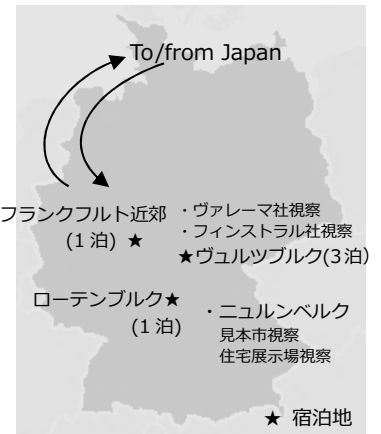 To/from Japan
フランクフルト近郊
(1 泊) ★
・ヴァレーマ社視察
・フィンストラル社視察
★ヴュルツブルク(3泊)
ローテンブルク★
(1 泊)
・ニュルンベルク
見本市視察
住宅展示場視察
★ 宿泊地